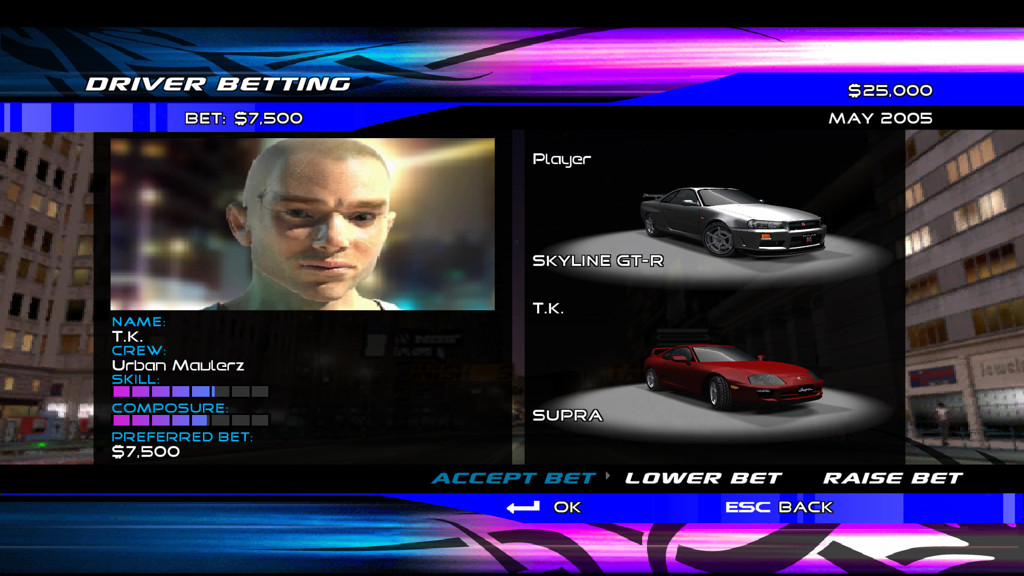 DRIVER BETTING
$25,000
BET: $7,500
MAY 2005
Player
SKYLINE GT-R
T.K.
SUPRA
NAME:
T.K.
CREW:
Urban Maulerz
SKILL:
COMPOSURE:
PREFERRED BET:
$7,500
ACCEPT BET
LOWER BET
RAISE BET
OK
ESC BACK